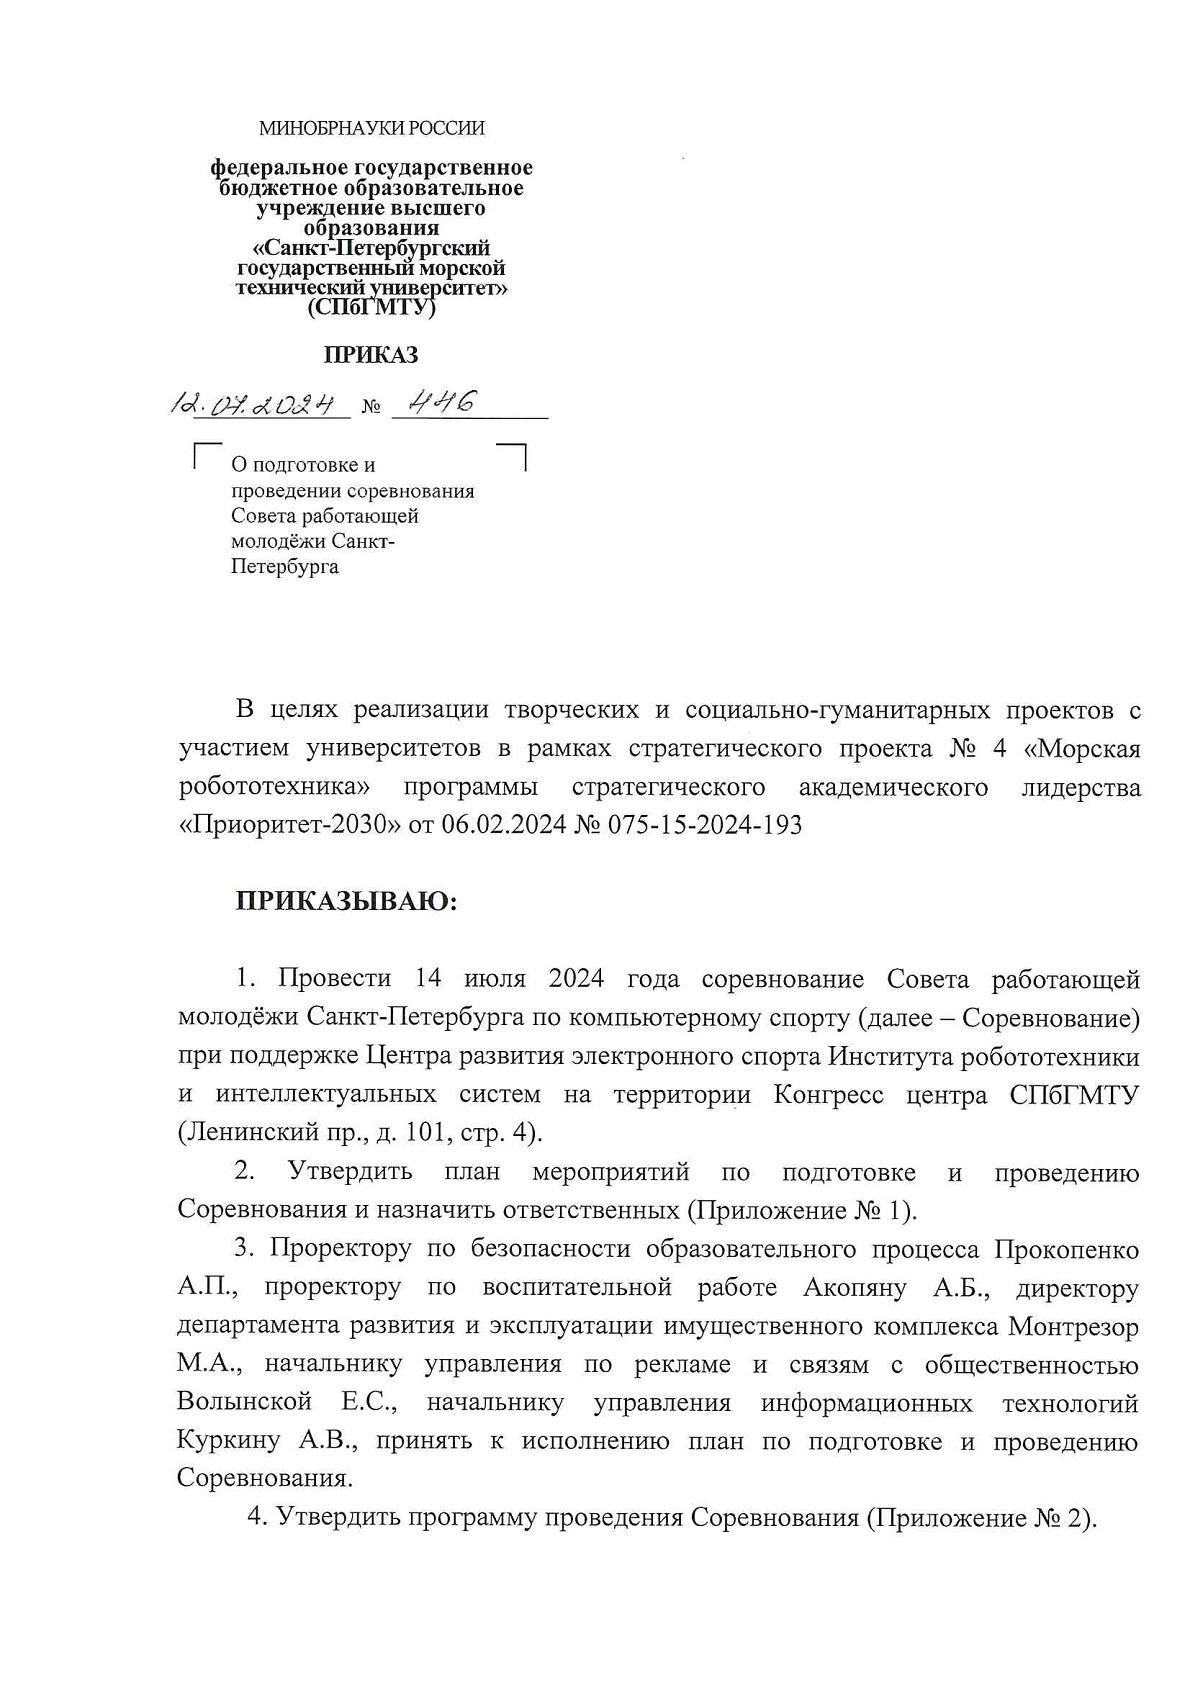 МИНОБРНАУКИ РОССИИ
федеральное государственное
бюджетное образовательное
учреждение высшего
образования
«Санкт-Петербургский
государственный морской
технический университет»
(СПбГМТУ)
ПРИКАЗ
12.07.2024 № 446
О подготовке и
проведении соревнования
Совета работающей
молодёжи Санкт-
Петербурга
В целях реализации творческих и социально-гуманитарных проектов с
участием университетов в рамках стратегического проекта № 4 «Морская
робототехника» программы стратегического академического лидерства
«Приоритет-2030» от 06.02.2024 № 075-15-2024-193
ПРИКАЗЫВАЮ:
1. Провести 14 июля 2024 года соревнование Совета работающей
молодёжи Санкт-Петербурга по компьютерному спорту (далее – Соревнование)
при поддержке Центра развития электронного спорта Института робототехники
и интеллектуальных систем на территории Конгресс центра СПбГМТУ
(Ленинский пр., д. 101, стр. 4).
2. Утвердить план мероприятий по подготовке и проведению
Соревнования и назначить ответственных (Приложение № 1).
3. Проректору по безопасности образовательного процесса Прокопенко
А.П., проректору по воспитательной работе Акопяну А.Б., директору
департамента развития и эксплуатации имущественного комплекса Монтрезор
М.А., начальнику управления по рекламе и связям с общественностью
Волынской Е.С., начальнику управления информационных технологий
Куркину А.В., принять к исполнению план по подготовке и проведению
Соревнования.
4. Утвердить программу проведения Соревнования (Приложение № 2).